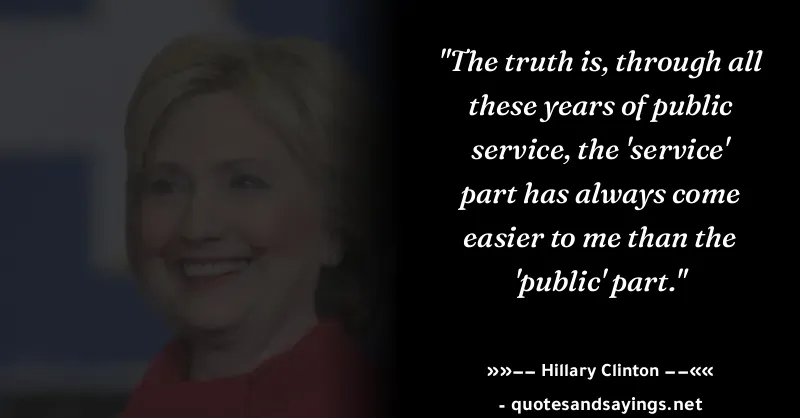 "The truth is, through all
these years of public
service, the 'service'
part has always come
easier to me than the
'public' part."
»»−− Hillary Clinton −−««
- quotesandsayings.net